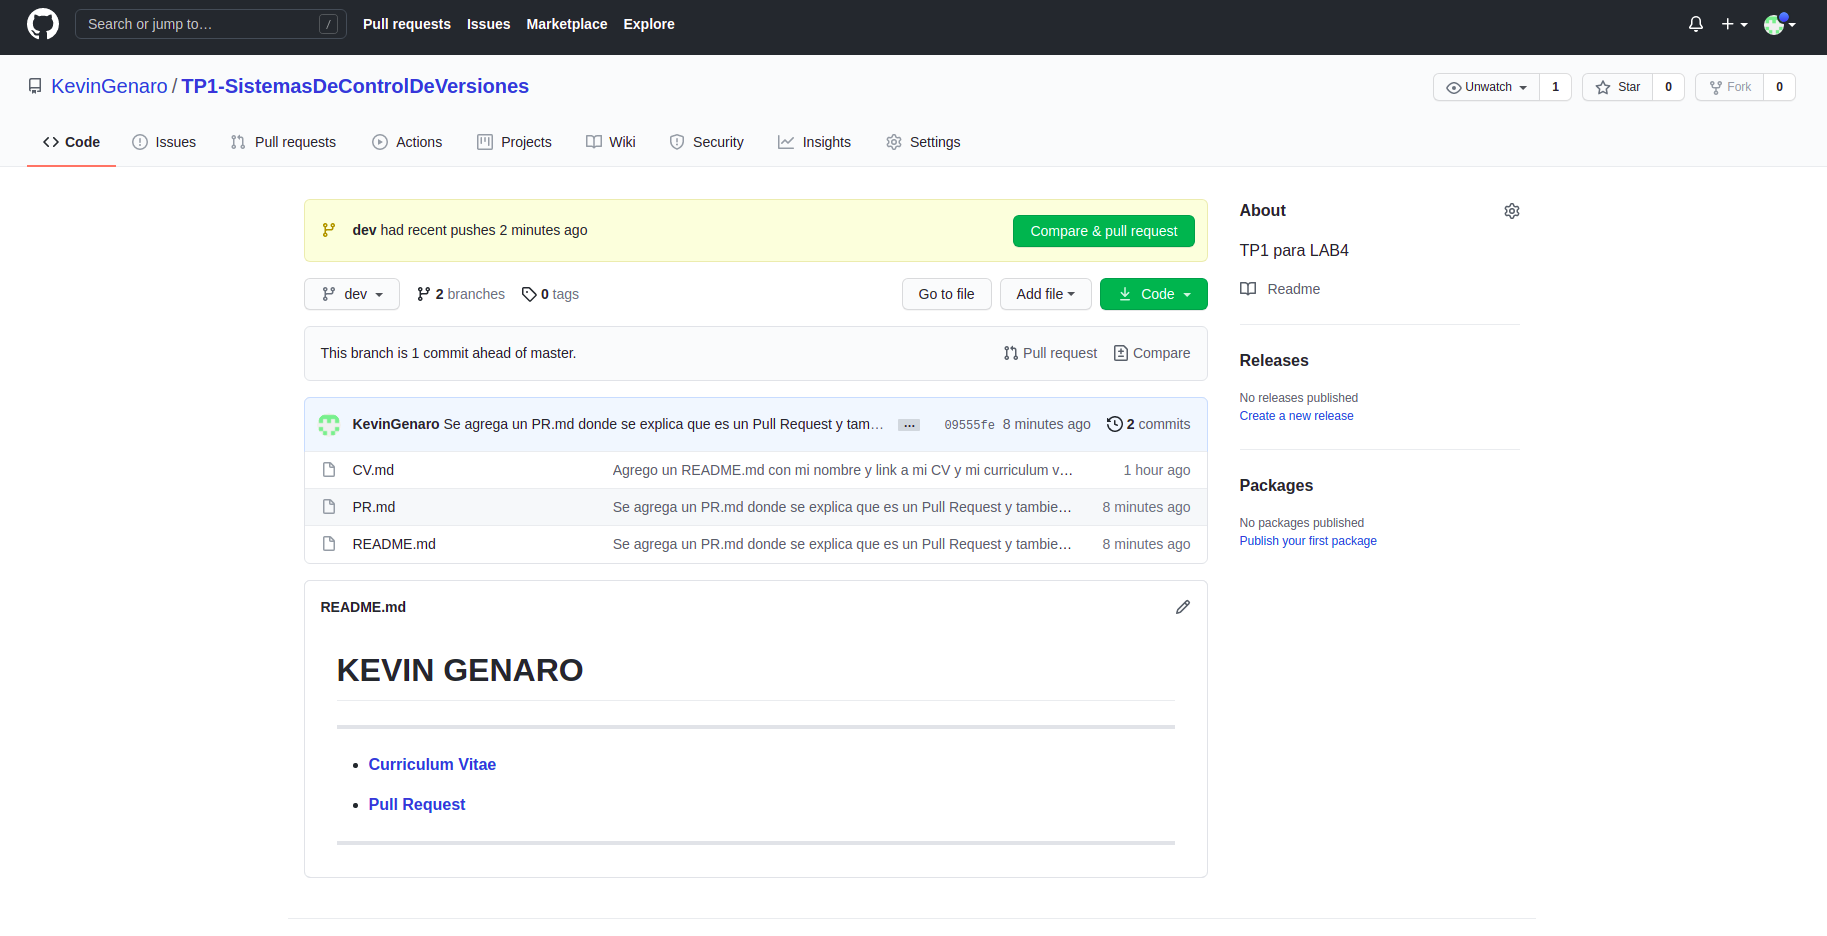 Search or jump to… / Pull requests Issues Marketplace Explore
KevinGenaro / TP1-SistemasDeControlDeVersiones Unwatch 1 Star 0 Fork 0
Code Issues Pull requests Actions Projects Wiki Security Insights Settings
dev had recent pushes 2 minutes ago Compare & pull request
dev 2 branches 0 tags Go to file Add file Code
This branch is 1 commit ahead of master. Pull request Compare
KevinGenaro Se agrega un PR.md donde se explica que es un Pull Request y tam… … 09555fe 8 minutes ago 2 commits
CV.md Agrego un README.md con mi nombre y link a mi CV y mi curriculum v… 1 hour ago
PR.md Se agrega un PR.md donde se explica que es un Pull Request y tambie… 8 minutes ago
README.md Se agrega un PR.md donde se explica que es un Pull Request y tambie… 8 minutes ago
README.md
KEVIN GENARO
• Curriculum Vitae
• Pull Request
About
TP1 para LAB4
Readme
Releases
No releases published
Create a new release
Packages
No packages published
Publish your first package